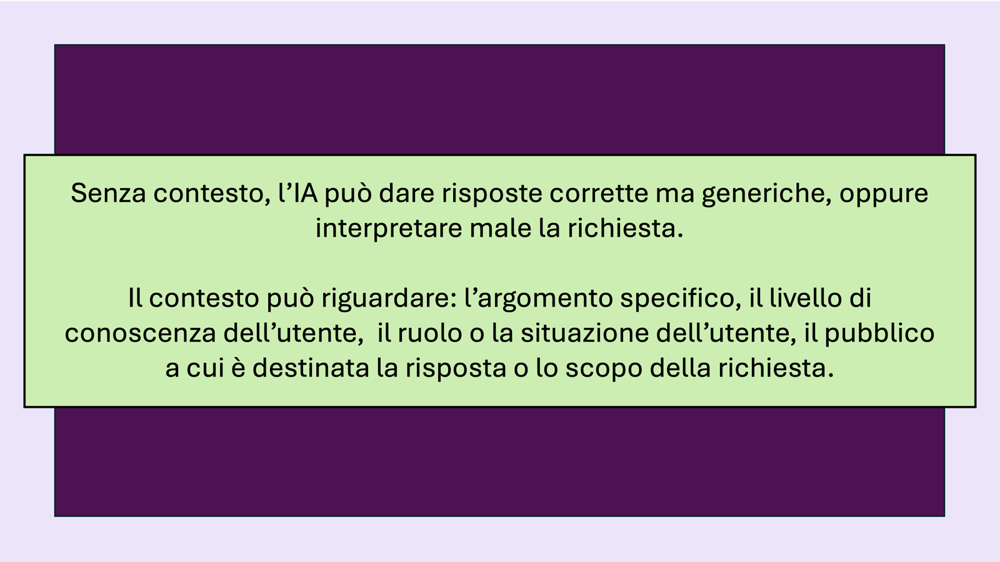 Senza contesto, l’IA può dare risposte corrette ma generiche, oppure
interpretare male la richiesta.
Il contesto può riguardare: l’argomento specifico, il livello di
conoscenza dell’utente,  il ruolo o la situazione dell’utente, il pubblico
a cui è destinata la risposta o lo scopo della richiesta.